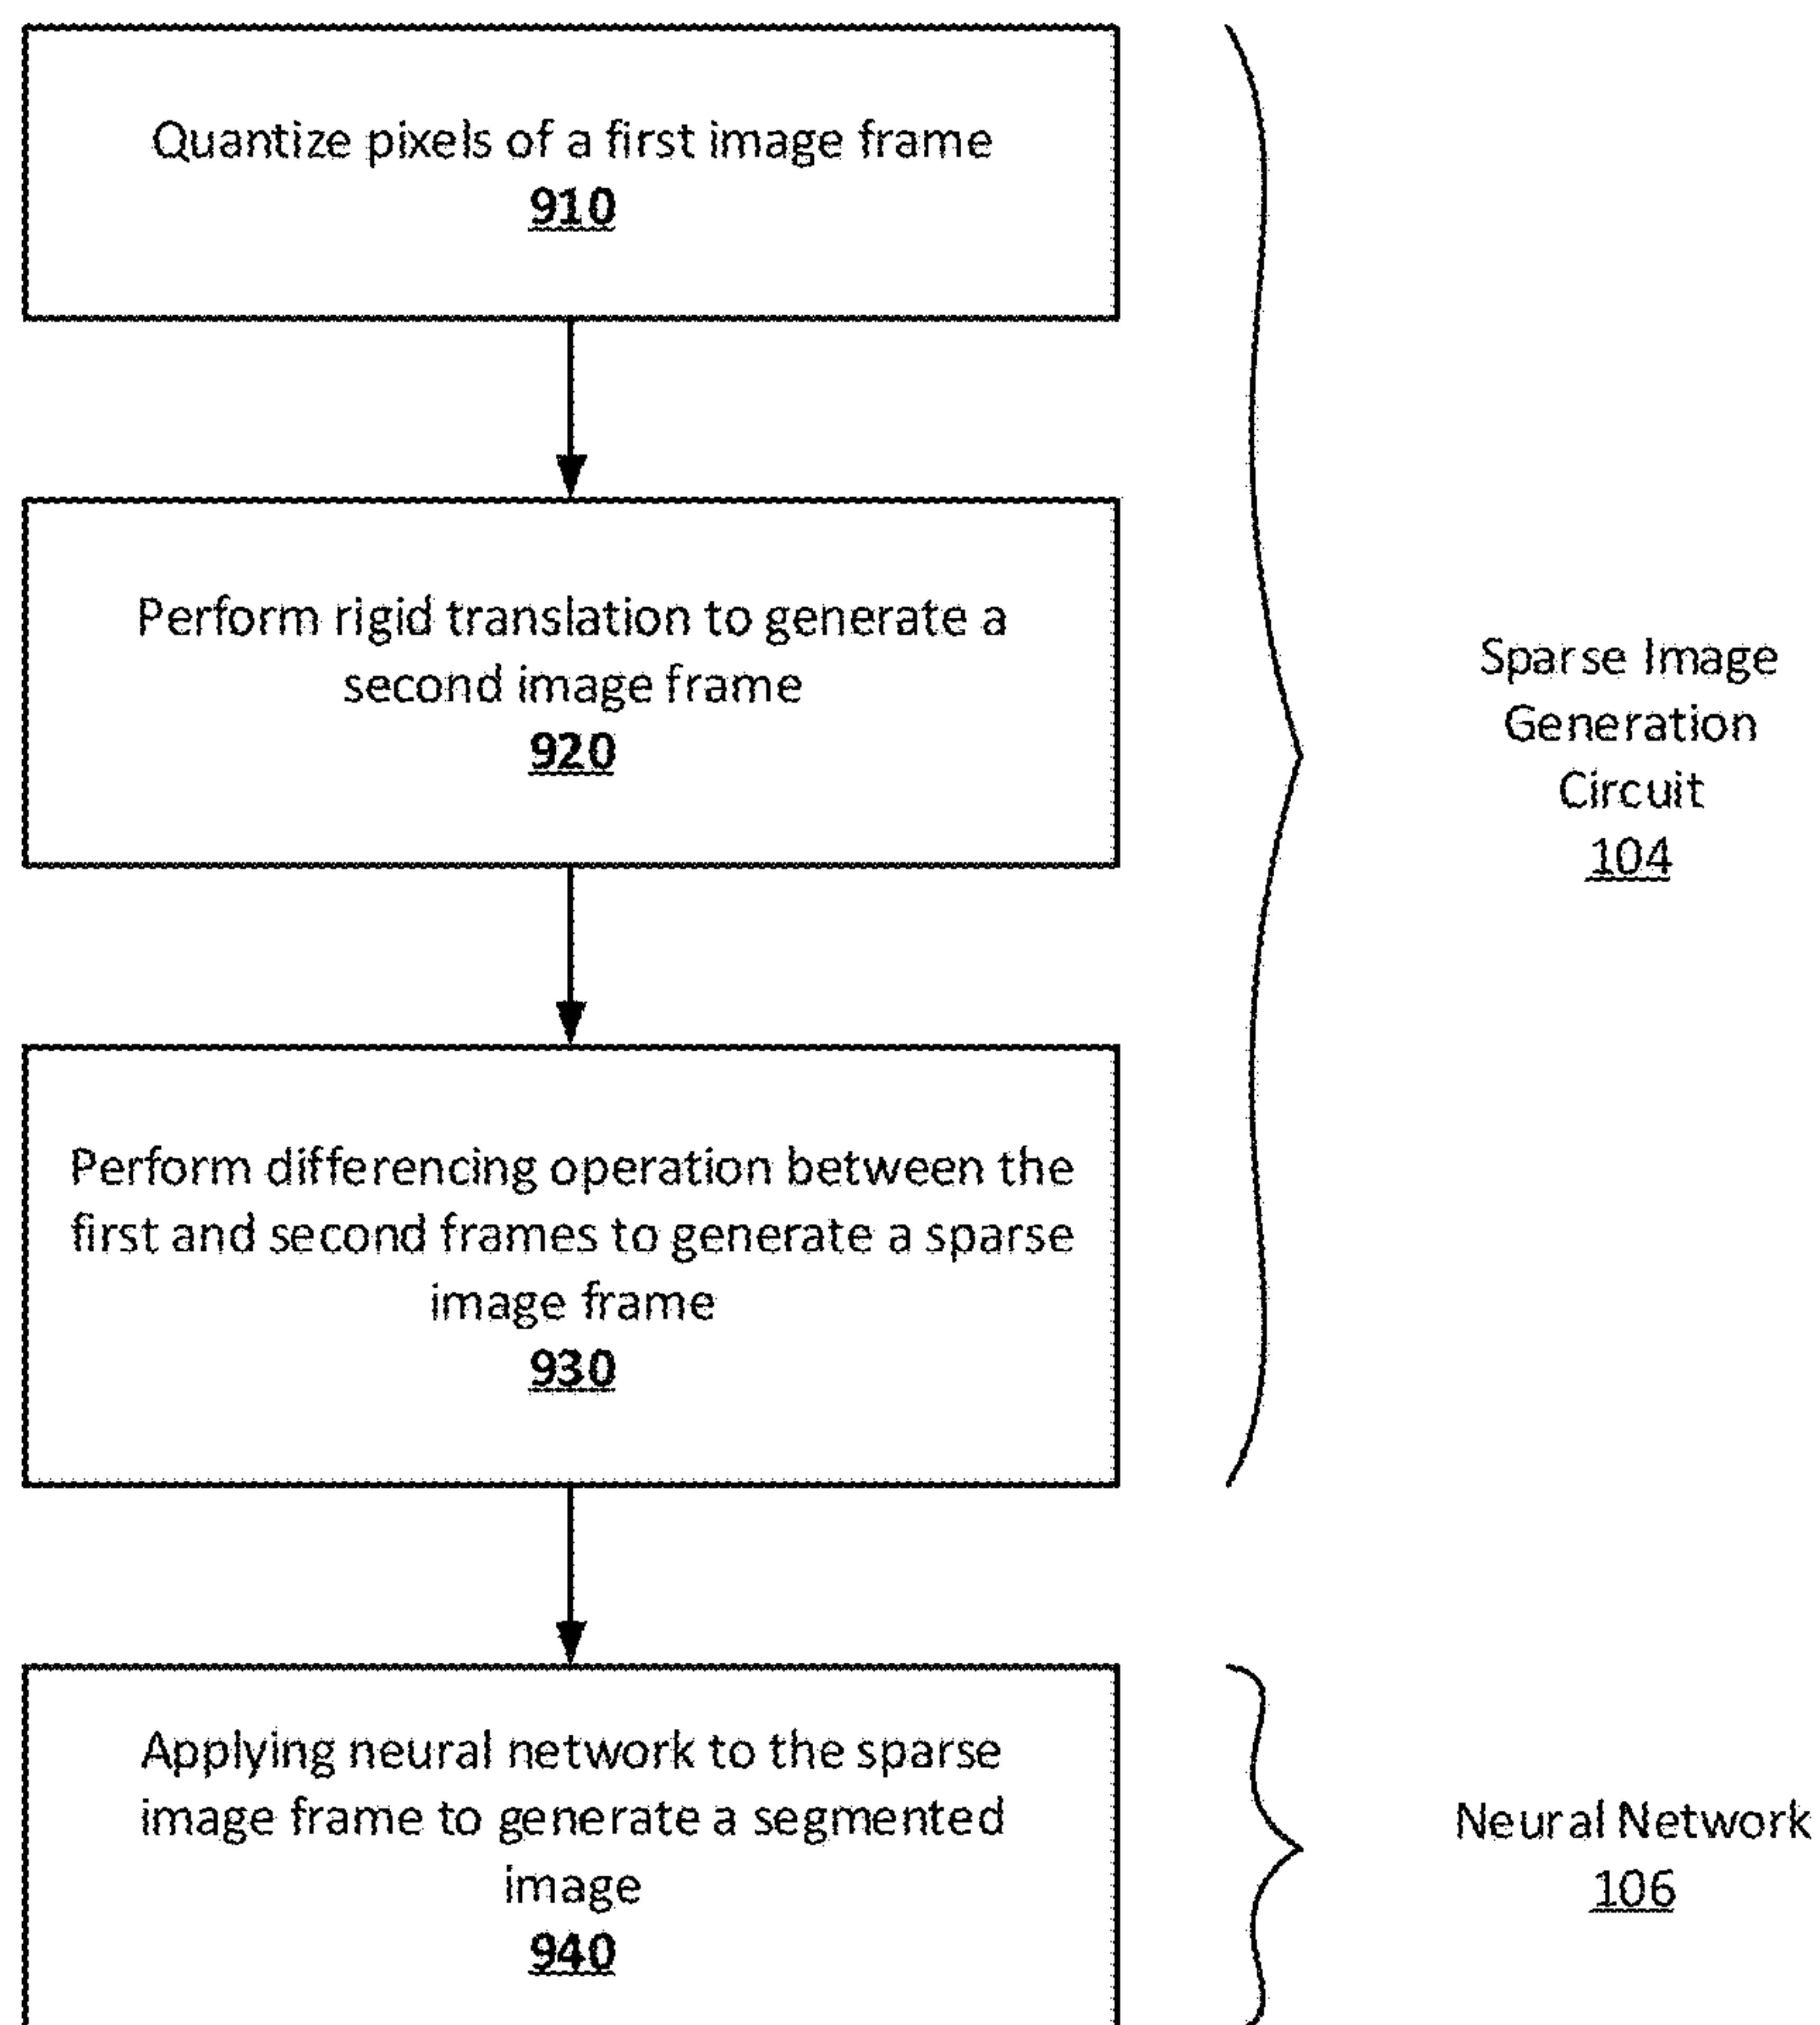 Quantize pixels of a first image frame
910
Perform rigid translation to generate a
second image frame
920
Sparse Image
Generation
Circuit
104
Perform differencing operation between the
first and second frames to generate a sparse
image frame
930
Applying neural network to the sparse
image frame to generate a segmented
image
940
Neural Network
106